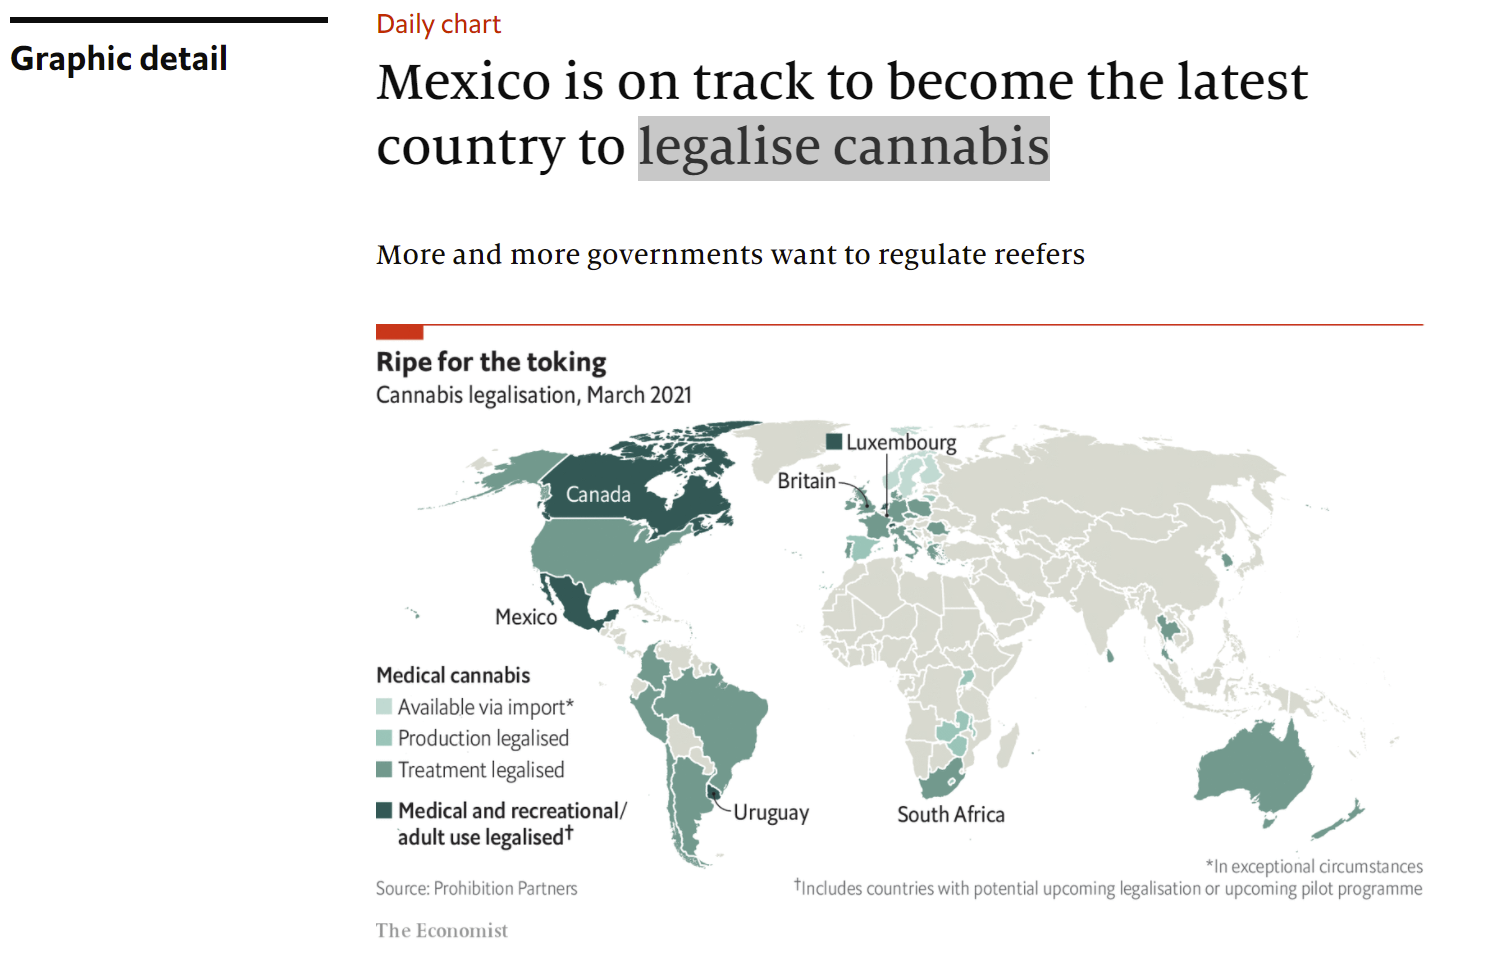 Graphic detail
Daily chart
Mexico is on track to become the latest
country to legalise cannabis
More and more governments want to regulate reefers
Ripe for the toking
Cannabis legalisation, March 2021
Luxembourg
Britain
Canada
Mexico
Medical cannabis
Available via import*
Production legalised
Treatment legalised
Medical and recreational/
adult use legalised†
Uruguay
South Africa
*In exceptional circumstances
Source: Prohibition Partners
†Includes countries with potential upcoming legalisation or upcoming pilot programme
The Economist